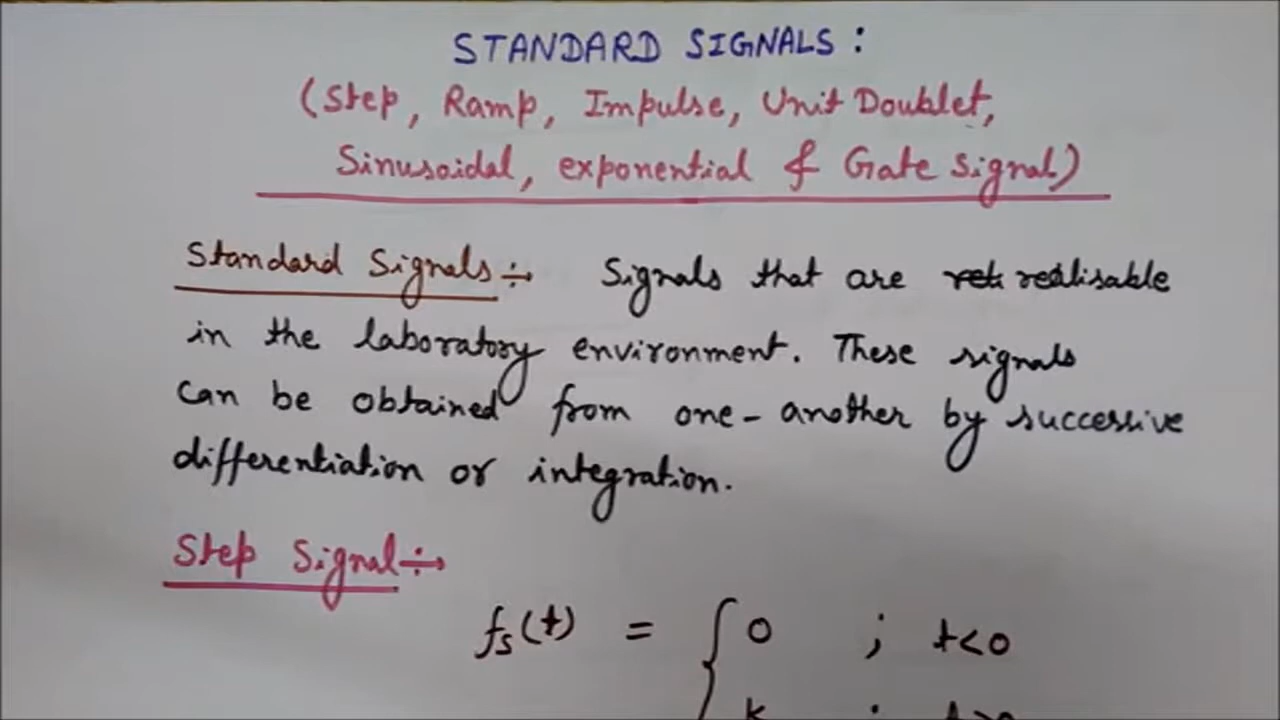 STANDARD SIGNALS :
(Step, Ramp, Impulse, Unit Doublet,
Sinusoidal, exponential & Gate signal)
Standard Signals ÷ Signals that are realisable
in the laboratory environment. These signals
can be obtained from one-another by successive
differentiation or integration.
Step Signal ÷
fs(t) = { 0 ; t<0
k ; t>0